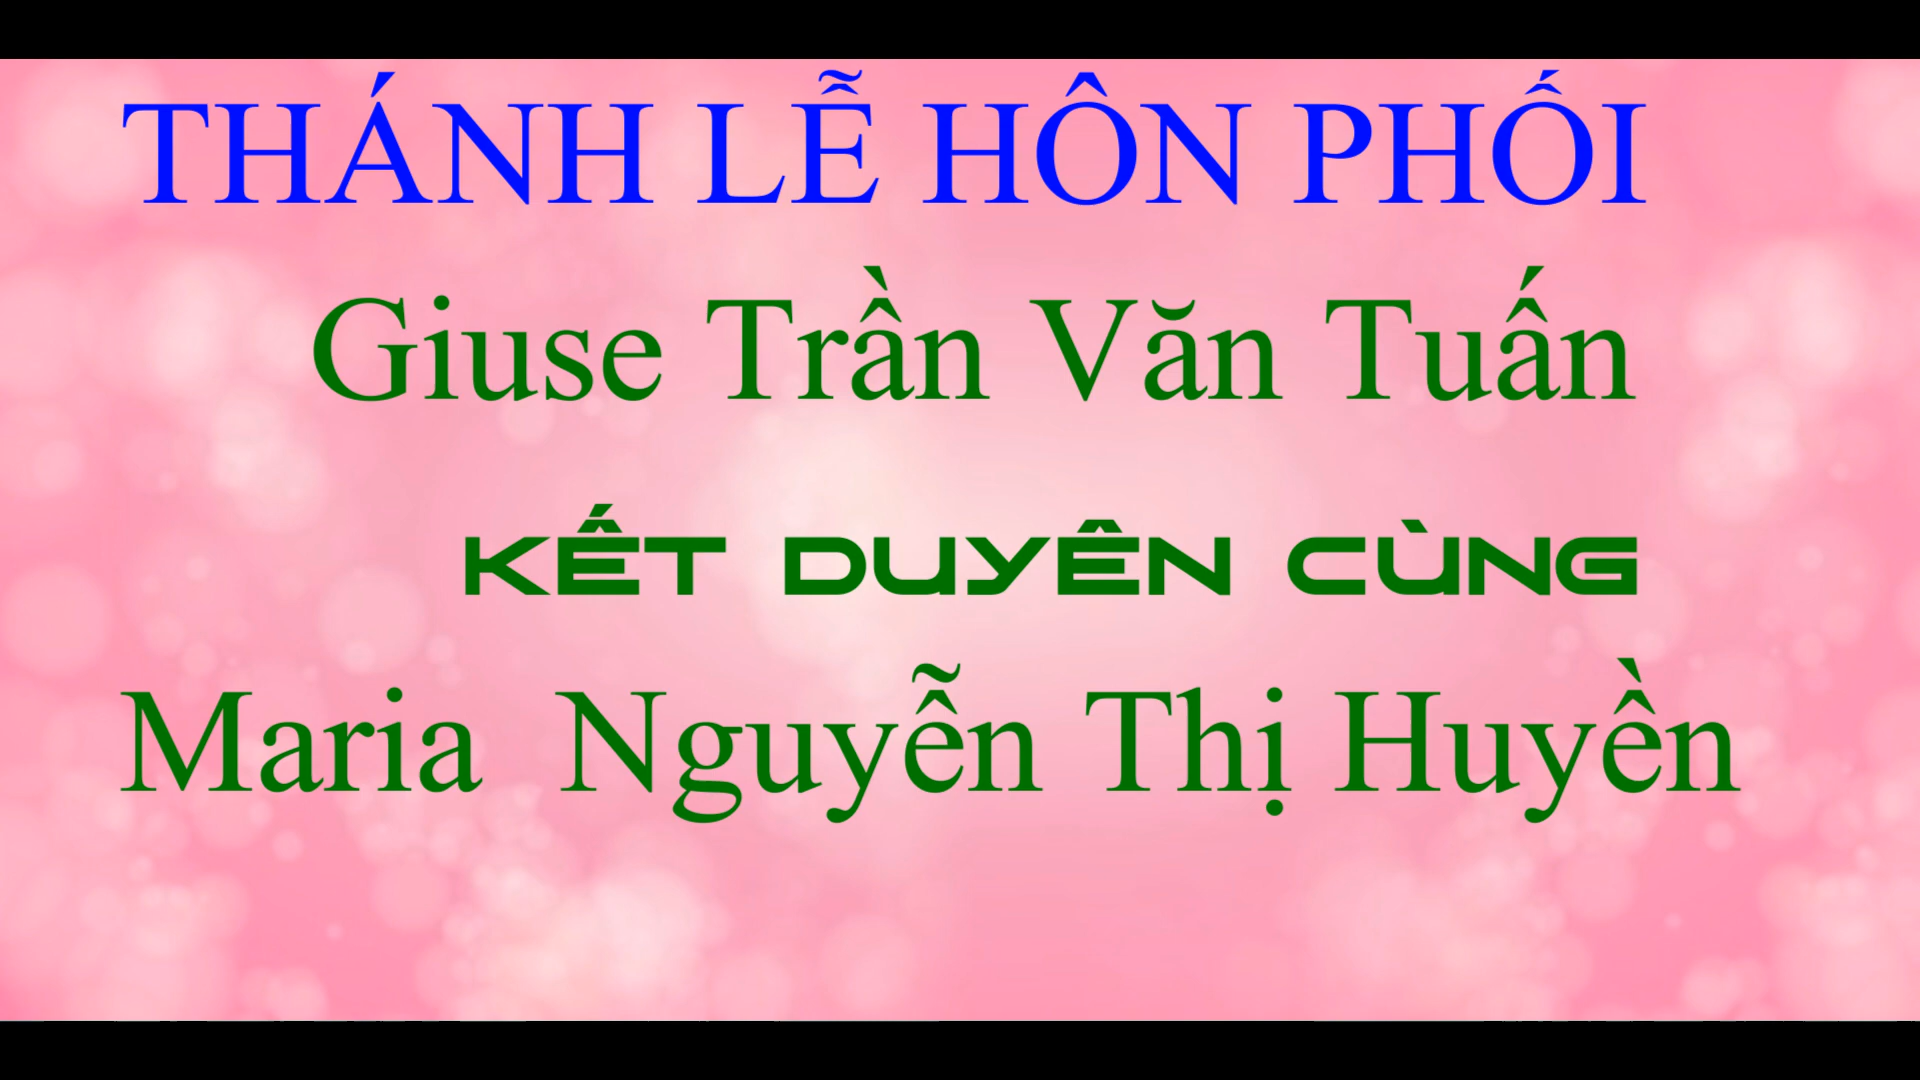 THÁNH LỄ HÔN PHỐI
Giuse Trần Văn Tuấn
KẾT DUYÊN CÙNG
Maria Nguyễn Thị Huyền